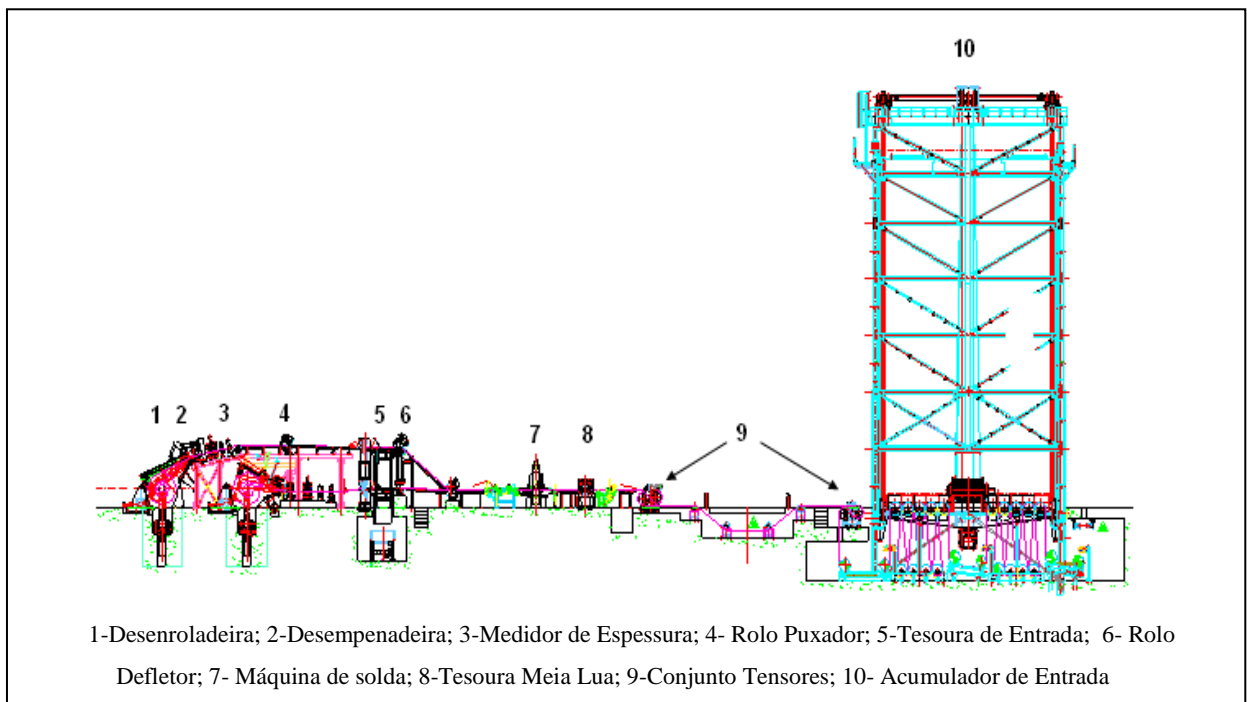 10
1 2 3 4 5 6
7 8 9
1-Desenroladeira; 2-Desempenadeira; 3-Medidor de Espessura; 4- Rolo Puxador; 5-Tesoura de Entrada; 6- Rolo
Defletor; 7- Máquina de solda; 8-Tesoura Meia Lua; 9-Conjunto Tensores; 10- Acumulador de Entrada